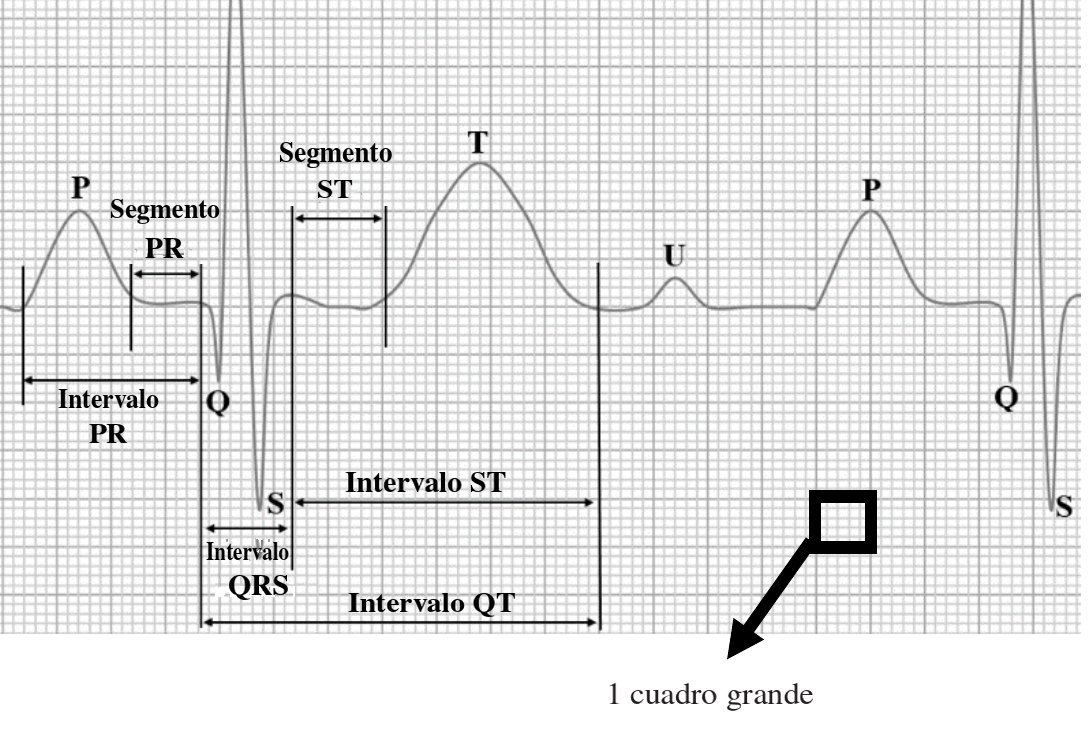 P
Segmento
PR
Segmento
ST
T
U
P
Intervalo
PR
Q
S
Intervalo ST
Intervalo
QRS
Intervalo QT
Q
S
1 cuadro grande